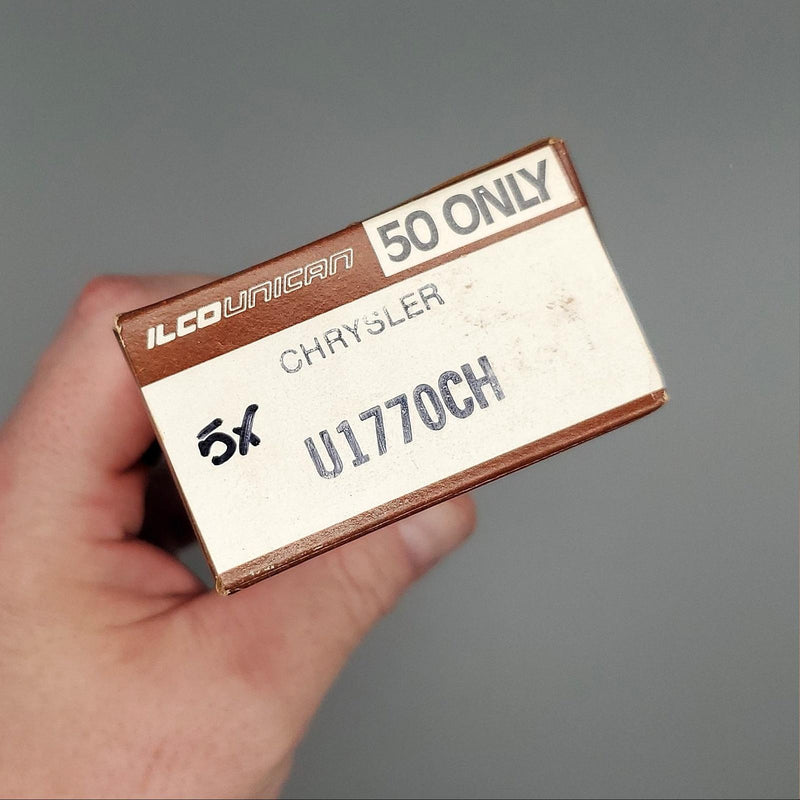 ILCO UNICAN 50 ONLY
CHRYSLER
5X U1770CH